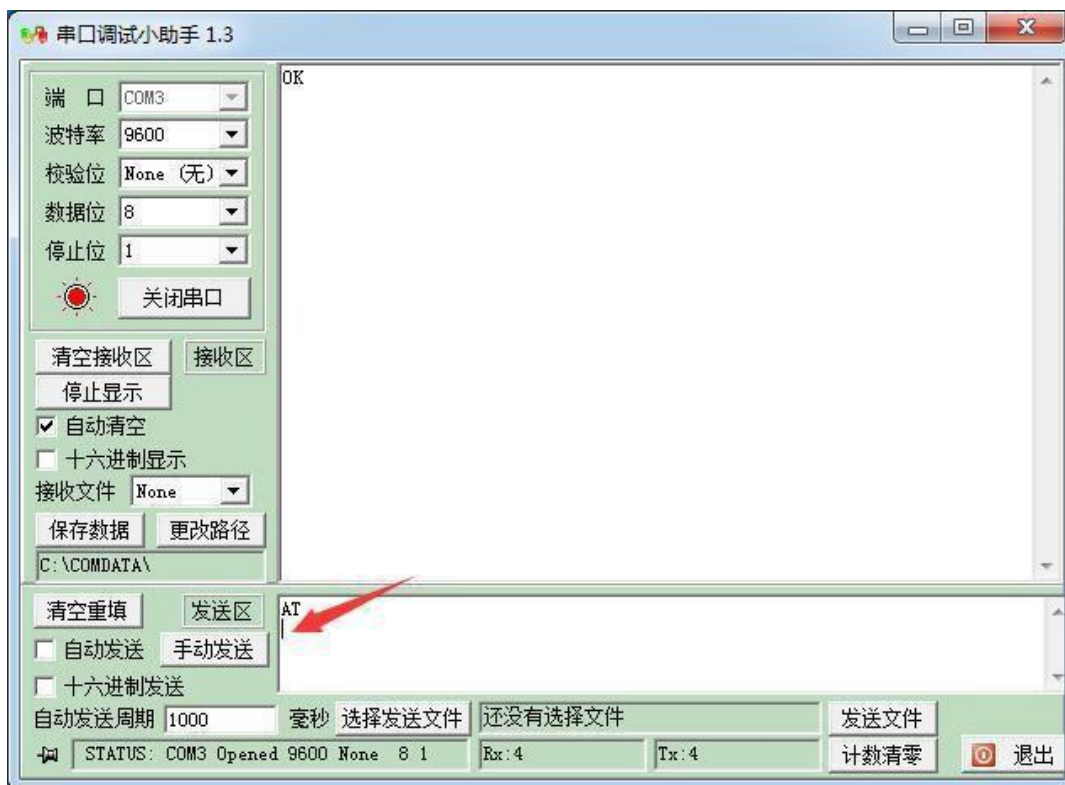 串口调试小助手 1.3
端 口 COM3
波特率 9600
校验位 None (无)
数据位 8
停止位 1
关闭串口
清空接收区 接收区
停止显示
自动清空
十六进制显示
接收文件 None
保存数据 更改路径
C:\COMDATA\
OK
清空重填 发送区
自动发送 手动发送
十六进制发送
AT
自动发送周期 1000 毫秒 选择发送文件 还没有选择文件 发送文件
STATUS: COM3 Opened 9600 None 8 1 Rx:4 Tx:4 计数清零 退出